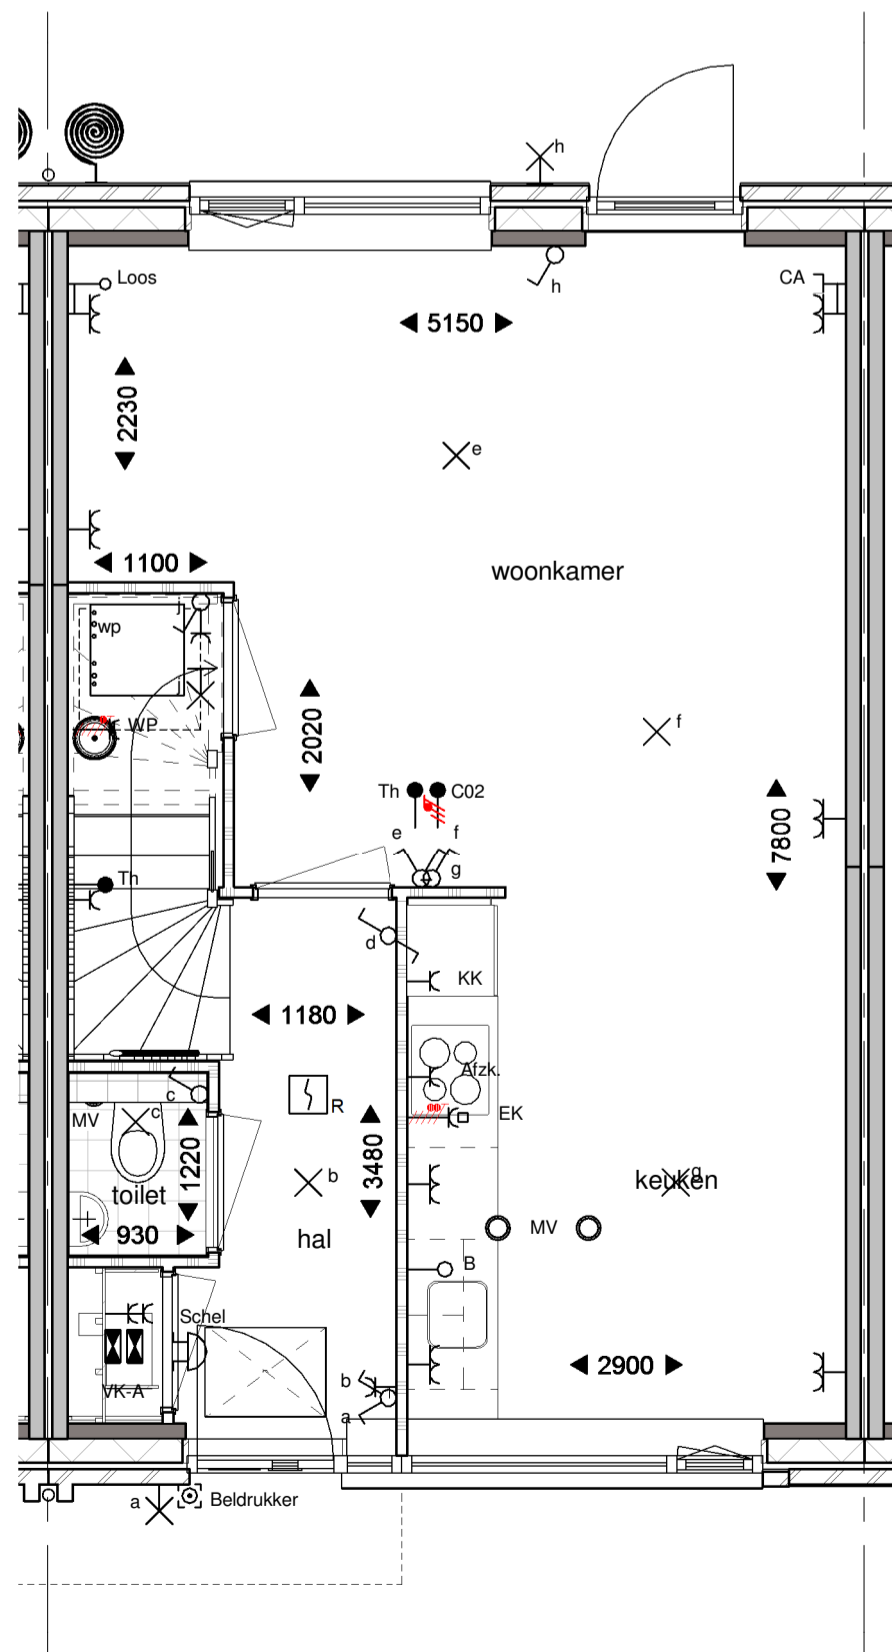 h
Loos
h
CA
5150
2230
e
1100
woonkamer
j
wp
WP
f
2020
Th
C02
7800
e
f
g
Th
d
KK
1180
Afzk.
R
c
MV
c
EK
1220
3480
b
g
keuken
toilet
930
hal
MV
B
Schel
2900
b
VK-A
a
a
Beldrukker